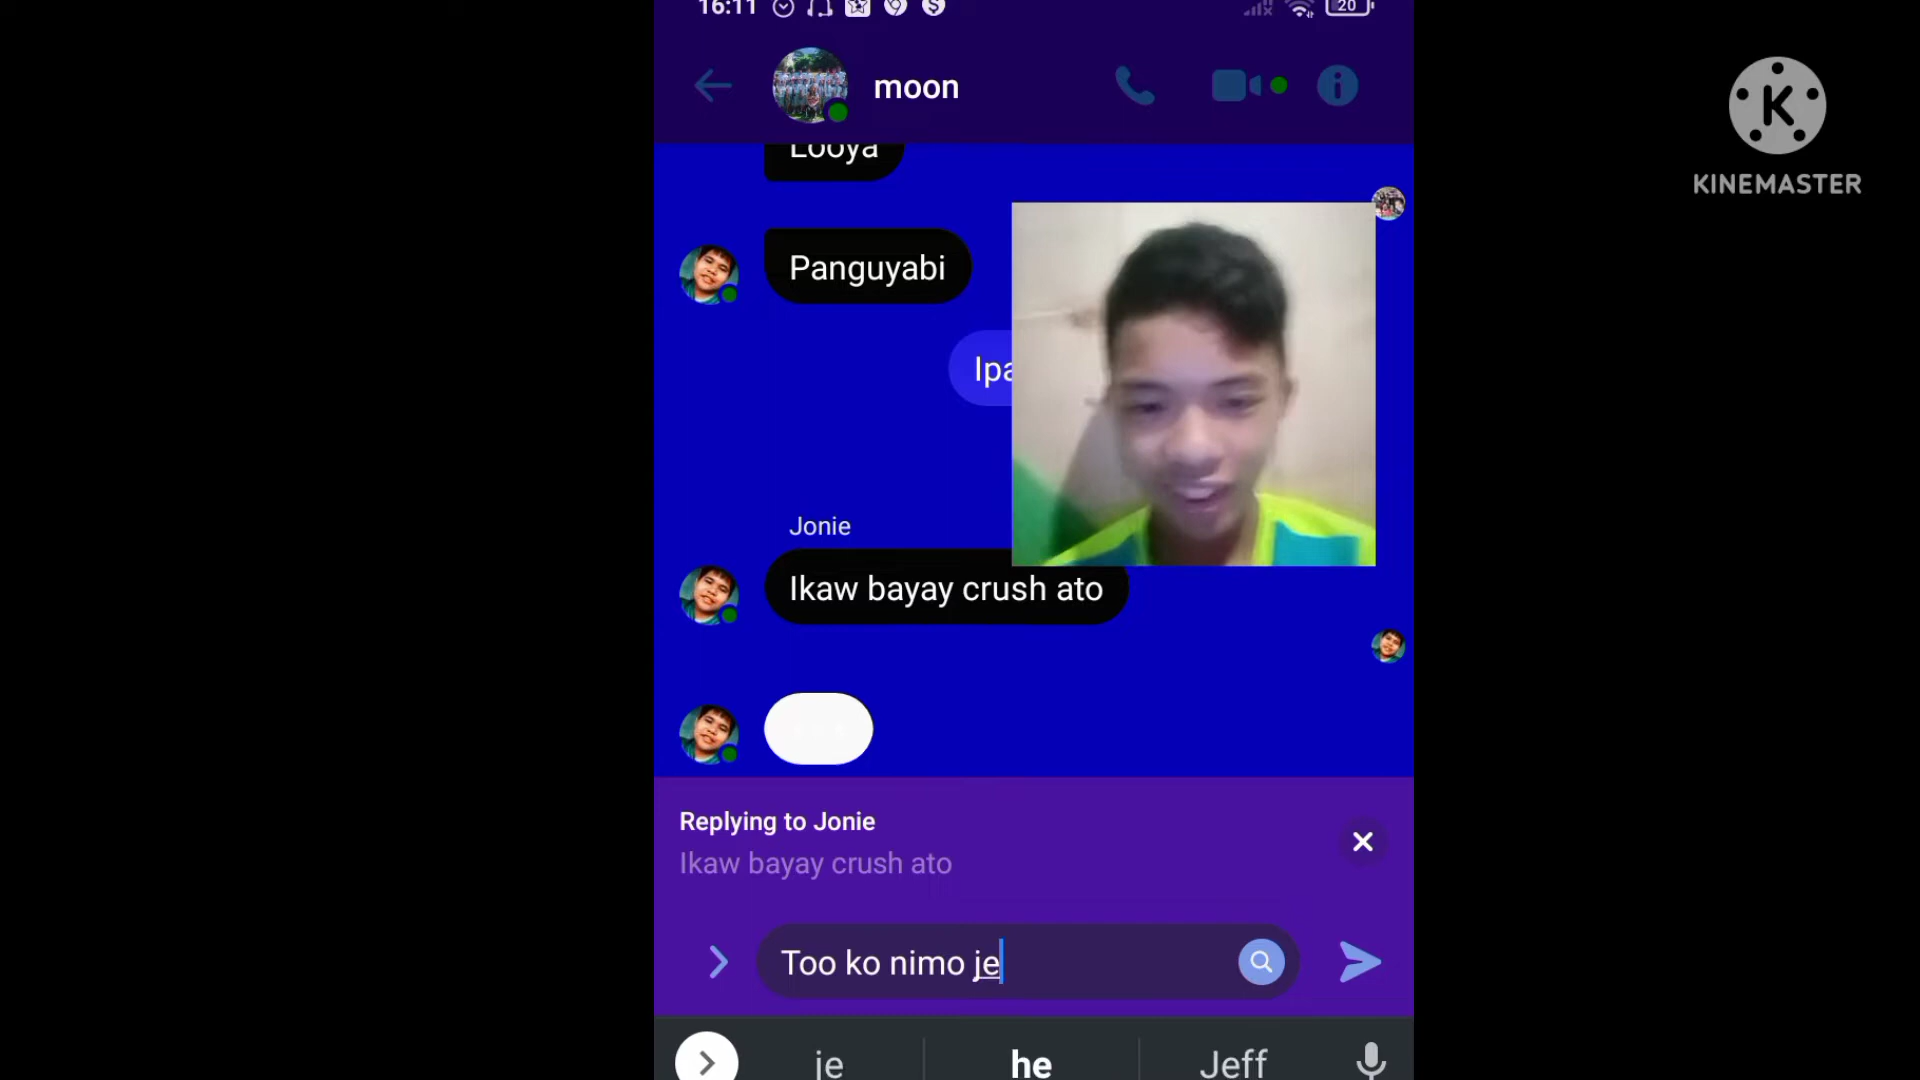 16:11
20
moon
Looya
KINEMASTER
Panguyabi
Ipa
Jonie
Ikaw bayay crush ato
Replying to Jonie
Ikaw bayay crush ato
Too ko nimo je
je he Jeff